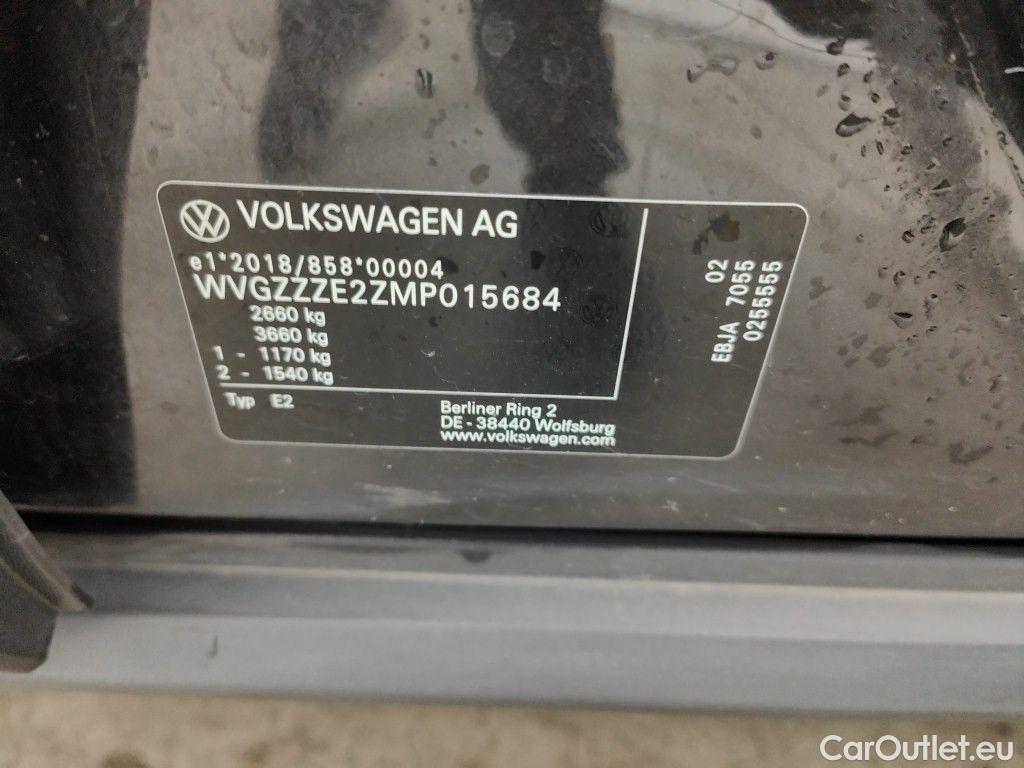 VOLKSWAGEN AG
e1*2018/858*00004
WVGZZZE2ZMP015684
2660 kg
3660 kg
1 - 1170 kg
2 - 1540 kg
Typ E2
Berliner Ring 2
DE - 38440 Wolfsburg
www.volkswagen.com
02
EBJA 7055
0255555
CarOutlet.eu